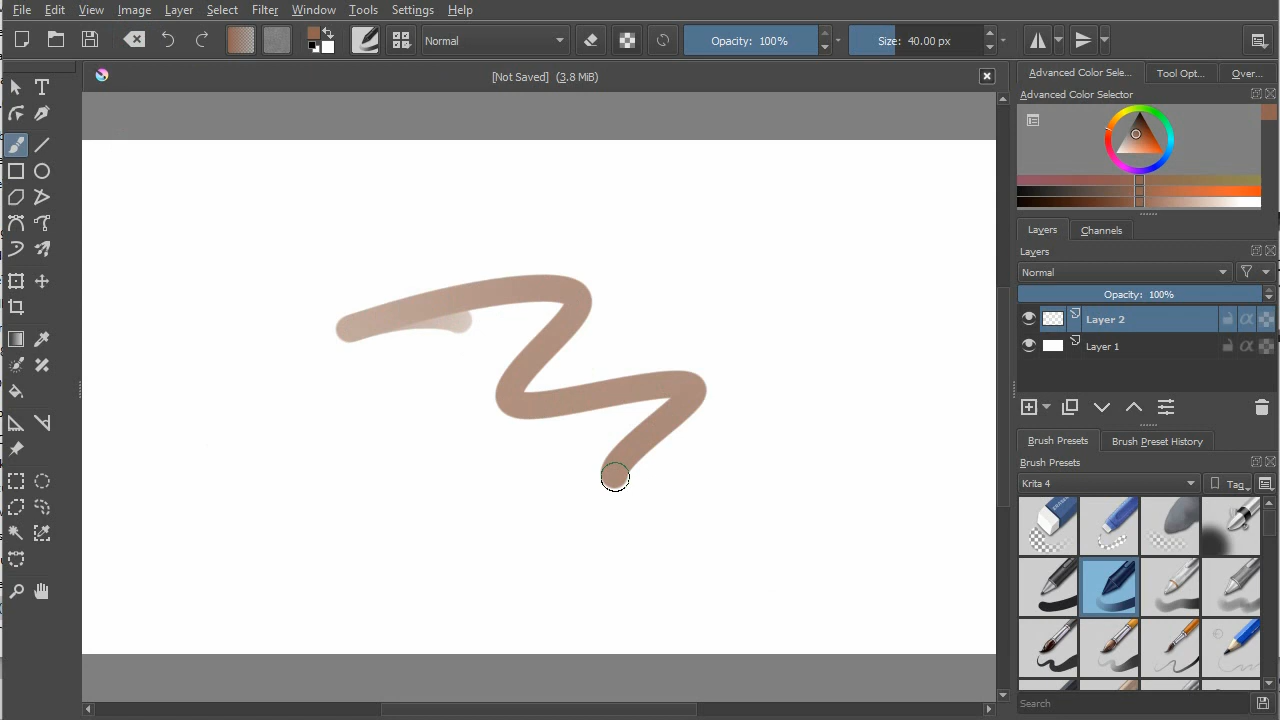 File Edit View Image Layer Select Filter Window Tools Settings Help
Normal Opacity: 100% Size: 40.00 px
[Not Saved] (3.8 MiB)
Advanced Color Sele... Tool Opt... Over...
Advanced Color Selector
Layers Channels
Layers
Normal
Opacity: 100%
Layer 2
Layer 1
Brush Presets Brush Preset History
Brush Presets
Krita 4 Tag
Search